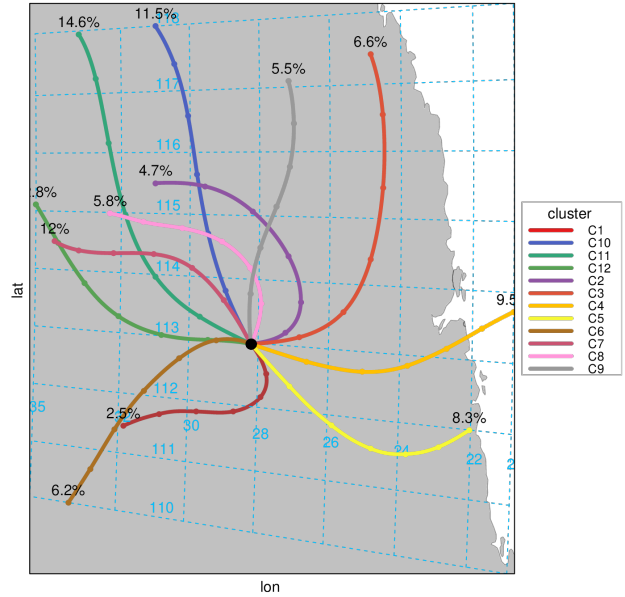 11.5%
118
14.6%
6.6%
5.5%
117
116
4.7%
.8%
5.8%
115
12%
114
9.5
113
112
35
2.5%
30
28
26
24
22
2
8.3%
111
6.2%
110
lat
lon
cluster
C1
C10
C11
C12
C2
C3
C4
C5
C6
C7
C8
C9